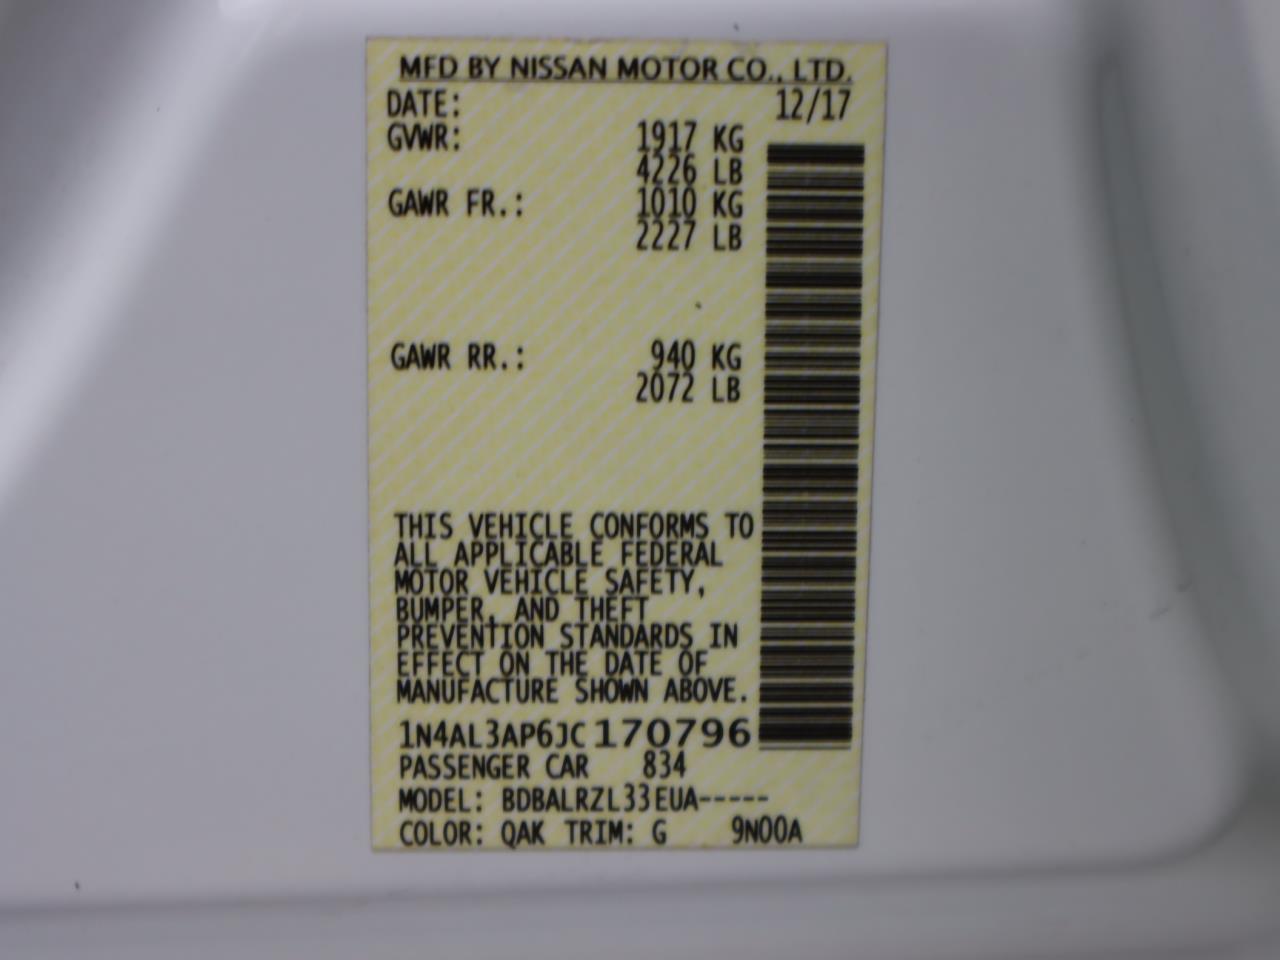 MFD BY NISSAN MOTOR CO., LTD.
DATE: 12/17
GVWR: 1917 KG
4226 LB
GAWR FR.: 1010 KG
2227 LB
GAWR RR.: 940 KG
2072 LB
THIS VEHICLE CONFORMS TO
ALL APPLICABLE FEDERAL
MOTOR VEHICLE SAFETY,
BUMPER, AND THEFT
PREVENTION STANDARDS IN
EFFECT ON THE DATE OF
MANUFACTURE SHOWN ABOVE.
1N4AL3AP6JC170796
PASSENGER CAR 834
MODEL: BDBALRZL33EUA-----
COLOR: QAK TRIM: G 9N00A